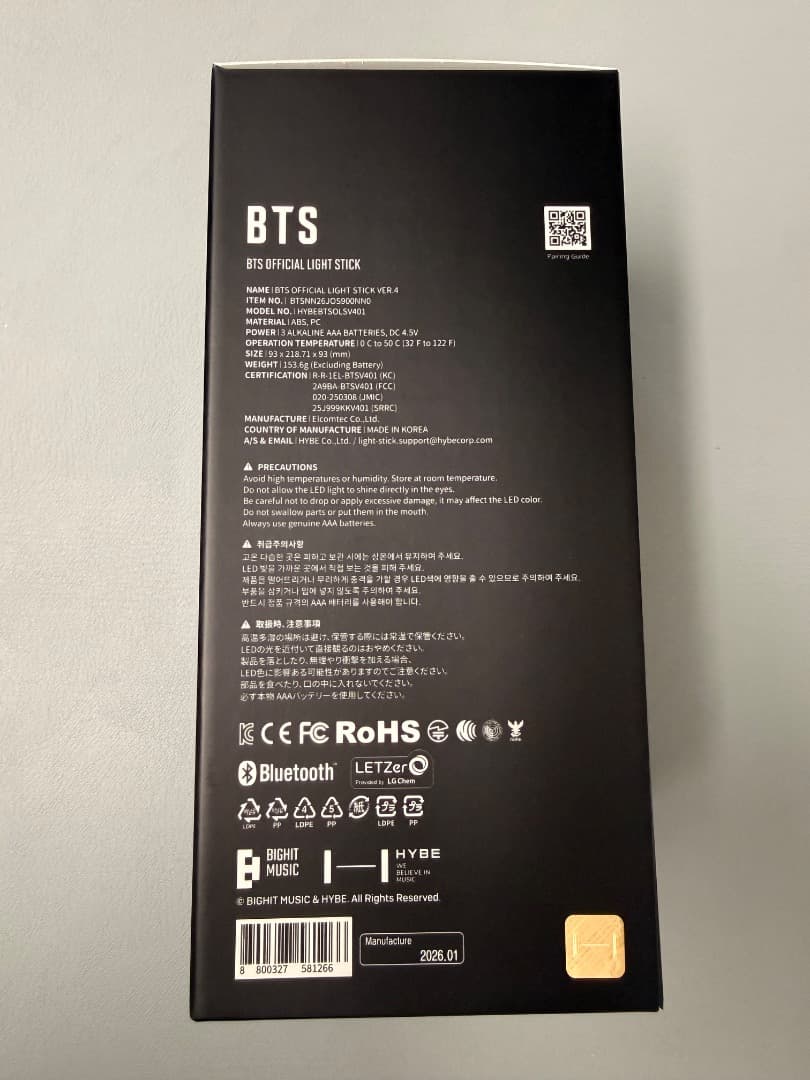 BTS
Pairing Guide
BTS OFFICIAL LIGHT STICK
NAME | BTS OFFICIAL LIGHT STICK VER.4
ITEM NO. | BTSNN26JOS900NN0
MODEL NO. | HYBEBTSOLSV401
MATERIAL | ABS, PC
POWER | 3 ALKALINE AAA BATTERIES, DC 4.5V
OPERATION TEMPERATURE | 0 C to 50 C (32 F to 122 F)
SIZE | 93 x 218.71 x 93 (mm)
WEIGHT | 153.6g (Excluding Battery)
CERTIFICATION | R-R-1EL-BTSV401 (KC)
2A9BA-BTSV401 (FCC)
020-250308 (JMIC)
25J999KKV401 (SRRC)
MANUFACTURE | Elcomtec Co.,Ltd.
COUNTRY OF MANUFACTURE | MADE IN KOREA
A/S & EMAIL | HYBE Co.,Ltd. / light-stick.support@hybecorp.com
PRECAUTIONS
Avoid high temperatures or humidity. Store at room temperature.
Do not allow the LED light to shine directly in the eyes.
Be careful not to drop or apply excessive damage, it may affect the LED color.
Do not swallow parts or put them in the mouth.
Always use genuine AAA batteries.
취급주의사항
고온 다습한 곳은 피하고 보관 시에는 상온에서 유지하여 주세요.
LED 빛을 가까운 곳에서 직접 보는 것을 피해 주세요.
제품을 떨어뜨리거나 무리하게 충격을 가할 경우 LED색에 영향을 줄 수 있으므로 주의하여 주세요.
부품을 삼키거나 입에 넣지 않도록 주의하여 주세요.
반드시 정품 규격의 AAA 배터리를 사용해야 합니다.
取扱時、注意事項
高温多湿の場所は避け、保管する際には常温で保管ください。
LEDの光を近付いて直接観るのはおやめください。
製品を落としたり、無理やり衝撃を加える場合、
LED色に影響ある可能性がありますのでご注意ください。
部品を食べたり、口の中に入れないでください。
必ず本物 AAAバッテリーを使用してください。
CE FC RoHS
Bluetooth™ LETZero
Provided by LG Chem
4 5 紙 プラ プラ
LDPE PP LDPE PP LDPE PP
BIGHIT MUSIC
HYBE
WE BELIEVE IN MUSIC
© BIGHIT MUSIC & HYBE. All Rights Reserved.
Manufacture
2026.01
8 800327 581266